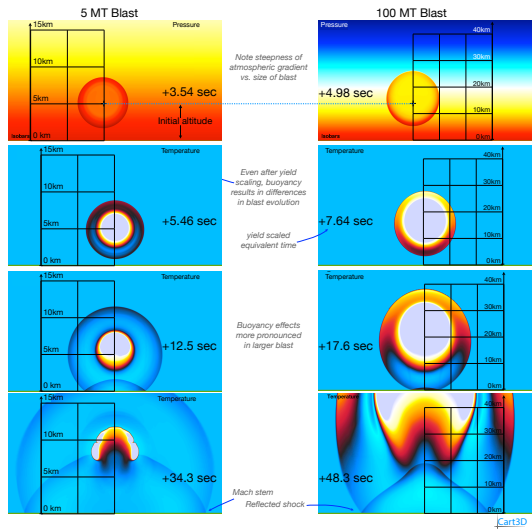 5 MT Blast
100 MT Blast
15km
Pressure
10km
5km
0 km
+3.54 sec
Initial altitude
Isobars
Note steepness of
atmospheric gradient
vs. size of blast
Pressure
40km
30km
20km
10km
0km
+4.98 sec
Isobars
15km
Temperature
10km
5km
0 km
+5.46 sec
Even after yield
scaling, buoyancy
results in differences
in blast evolution
yield scaled
equivalent time
Temperature
40km
30km
20km
10km
0km
+7.64 sec
15km
Temperature
10km
5km
0 km
+12.5 sec
Buoyancy effects
more pronounced
in larger blast
Temperature
40km
30km
20km
10km
0km
+17.6 sec
15km
Temperature
10km
5km
0 km
+34.3 sec
Mach stem
Reflected shock
Temperature
40km
30km
20km
10km
0km
+48.3 sec
Cart3D